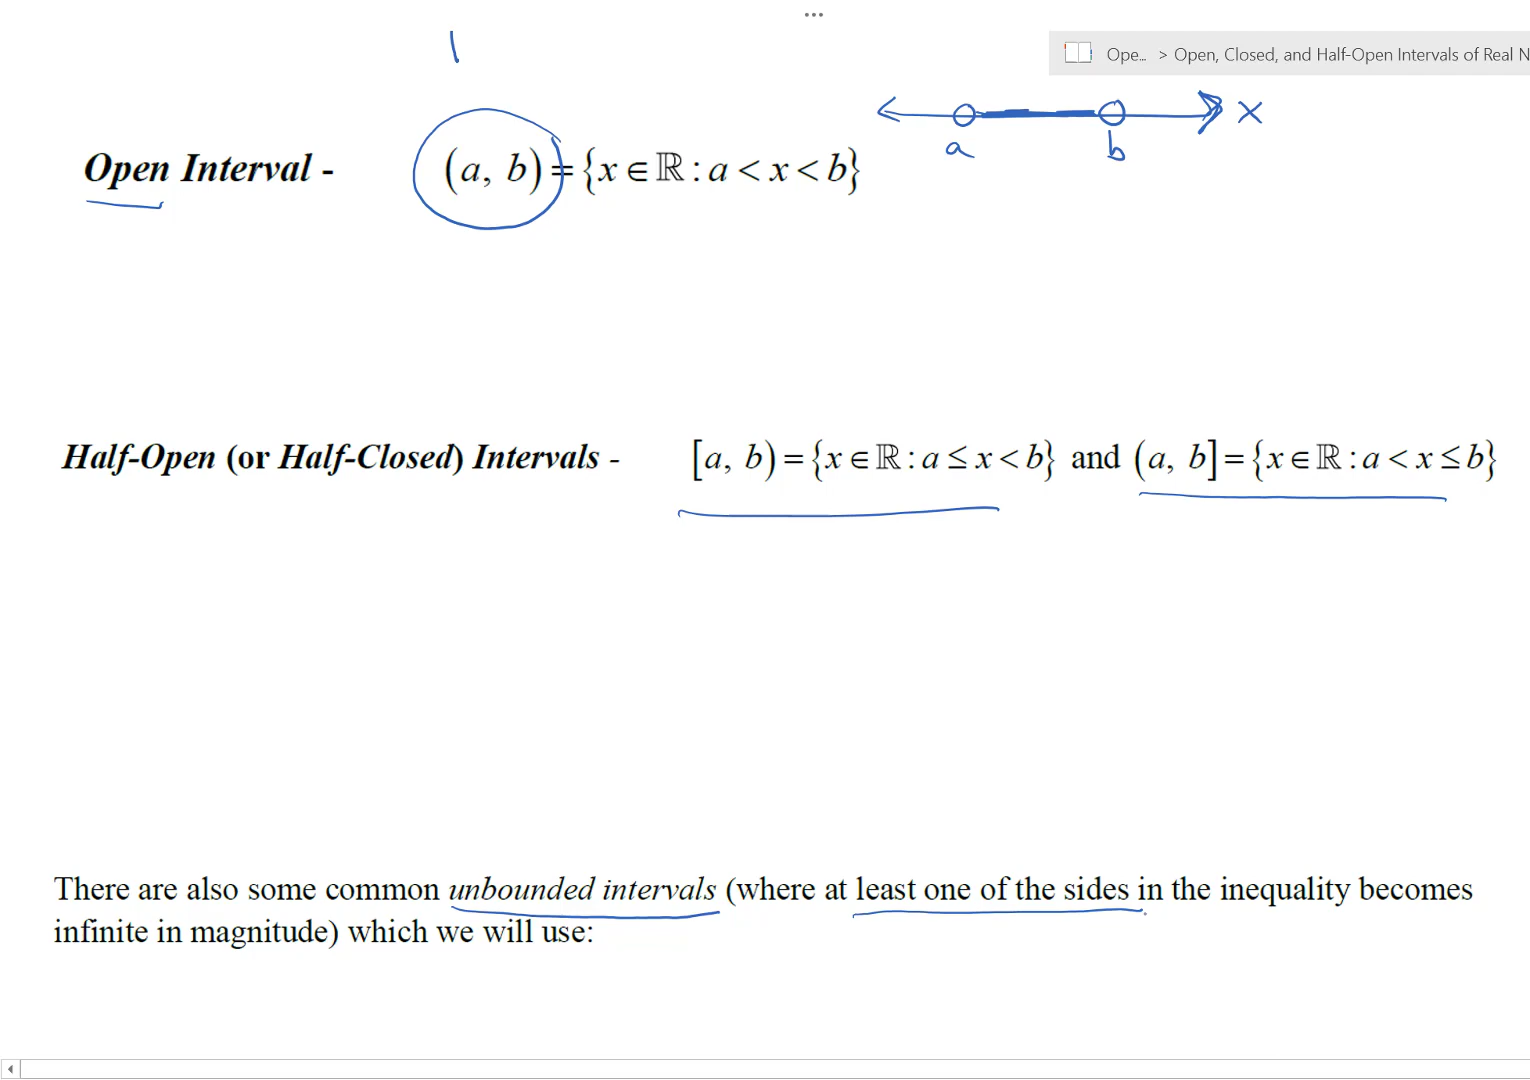 Ope... > Open, Closed, and Half-Open Intervals of Real N
x
a b
Open Interval - (a, b) = {x ∈ ℝ : a < x < b}
Half-Open (or Half-Closed) Intervals - [a, b) = {x ∈ ℝ : a ≤ x < b} and (a, b] = {x ∈ ℝ : a < x ≤ b}
There are also some common unbounded intervals (where at least one of the sides in the inequality becomes
infinite in magnitude) which we will use: